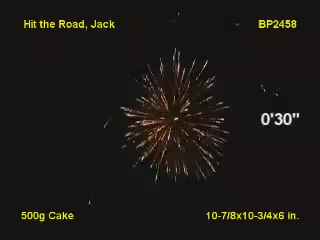 Hit the Road, Jack
BP2458
0'30"
500g Cake
10-7/8x10-3/4x6 in.